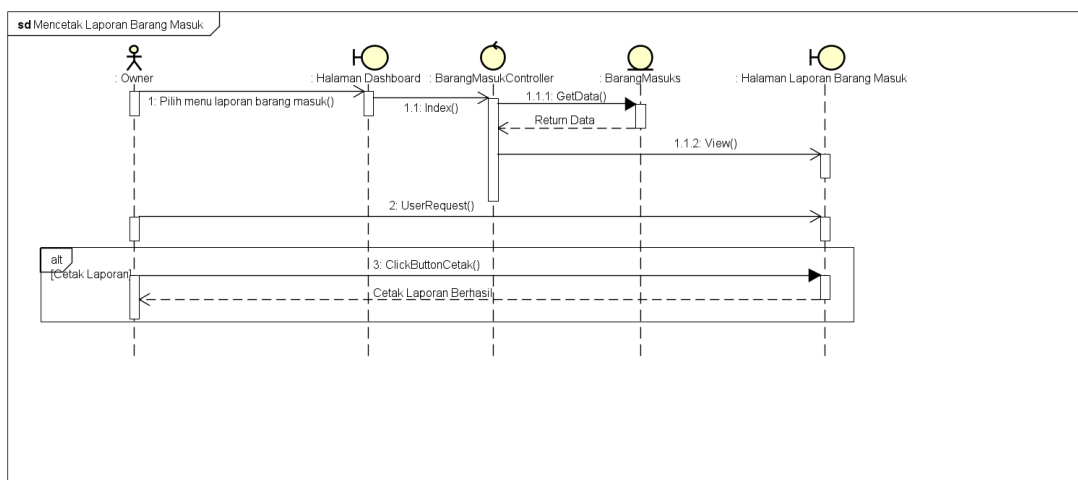 sd Mencetak Laporan Barang Masuk
: Owner
: Halaman Dashboard
: BarangMasukController
: BarangMasuks
: Halaman Laporan Barang Masuk
1: Pilih menu laporan barang masuk()
1.1: Index()
1.1.1: GetData()
Return Data
1.1.2: View()
2: UserRequest()
alt
[Cetak Laporan]
3: ClickButtonCetak()
Cetak Laporan Berhasil